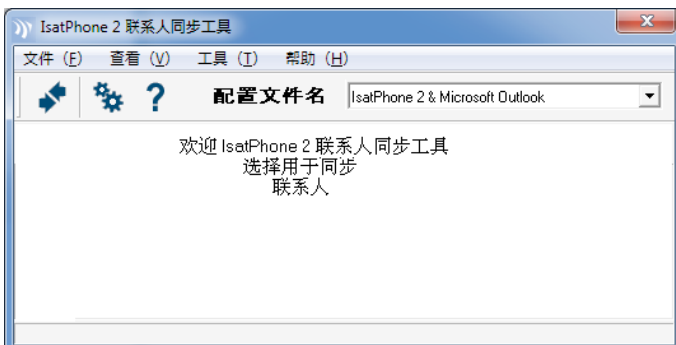 IsatPhone 2 联系人同步工具
文件 (F) 查看 (V) 工具 (T) 帮助 (H)
? 配置文件名 IsatPhone 2 & Microsoft Outlook
欢迎 IsatPhone 2 联系人同步工具
选择用于同步
联系人